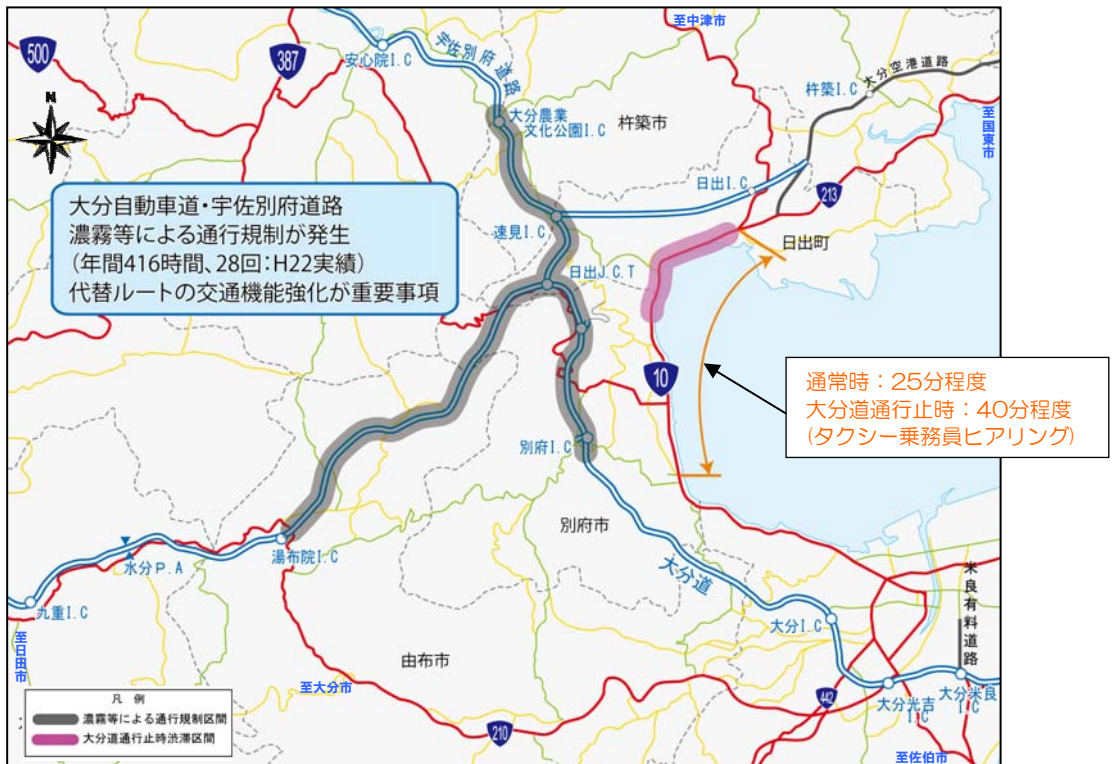 至中津市
500
387
安心院I.C
宇佐別府道路
大分空港道路
杵築I.C
N
大分農業
文化公園I.C
杵築市
至国東市
日出I.C
213
大分自動車道・宇佐別府道路
濃霧等による通行規制が発生
(年間416時間、28回:H22実績)
代替ルートの交通機能強化が重要事項
速見I.C
日出町
日出J.C.T
10
通常時：25分程度
大分道通行止時：40分程度
(タクシー乗務員ヒアリング)
別府I.C
別府市
湯布院I.C
水分P.A
大分道
米良有料道路
九重I.C
大分I.C
至日田市
由布市
至大分市
大分光吉
I.C
大分米良
I.C
442
210
凡 例
濃霧等による通行規制区間
大分道通行止時渋滞区間
至佐伯市